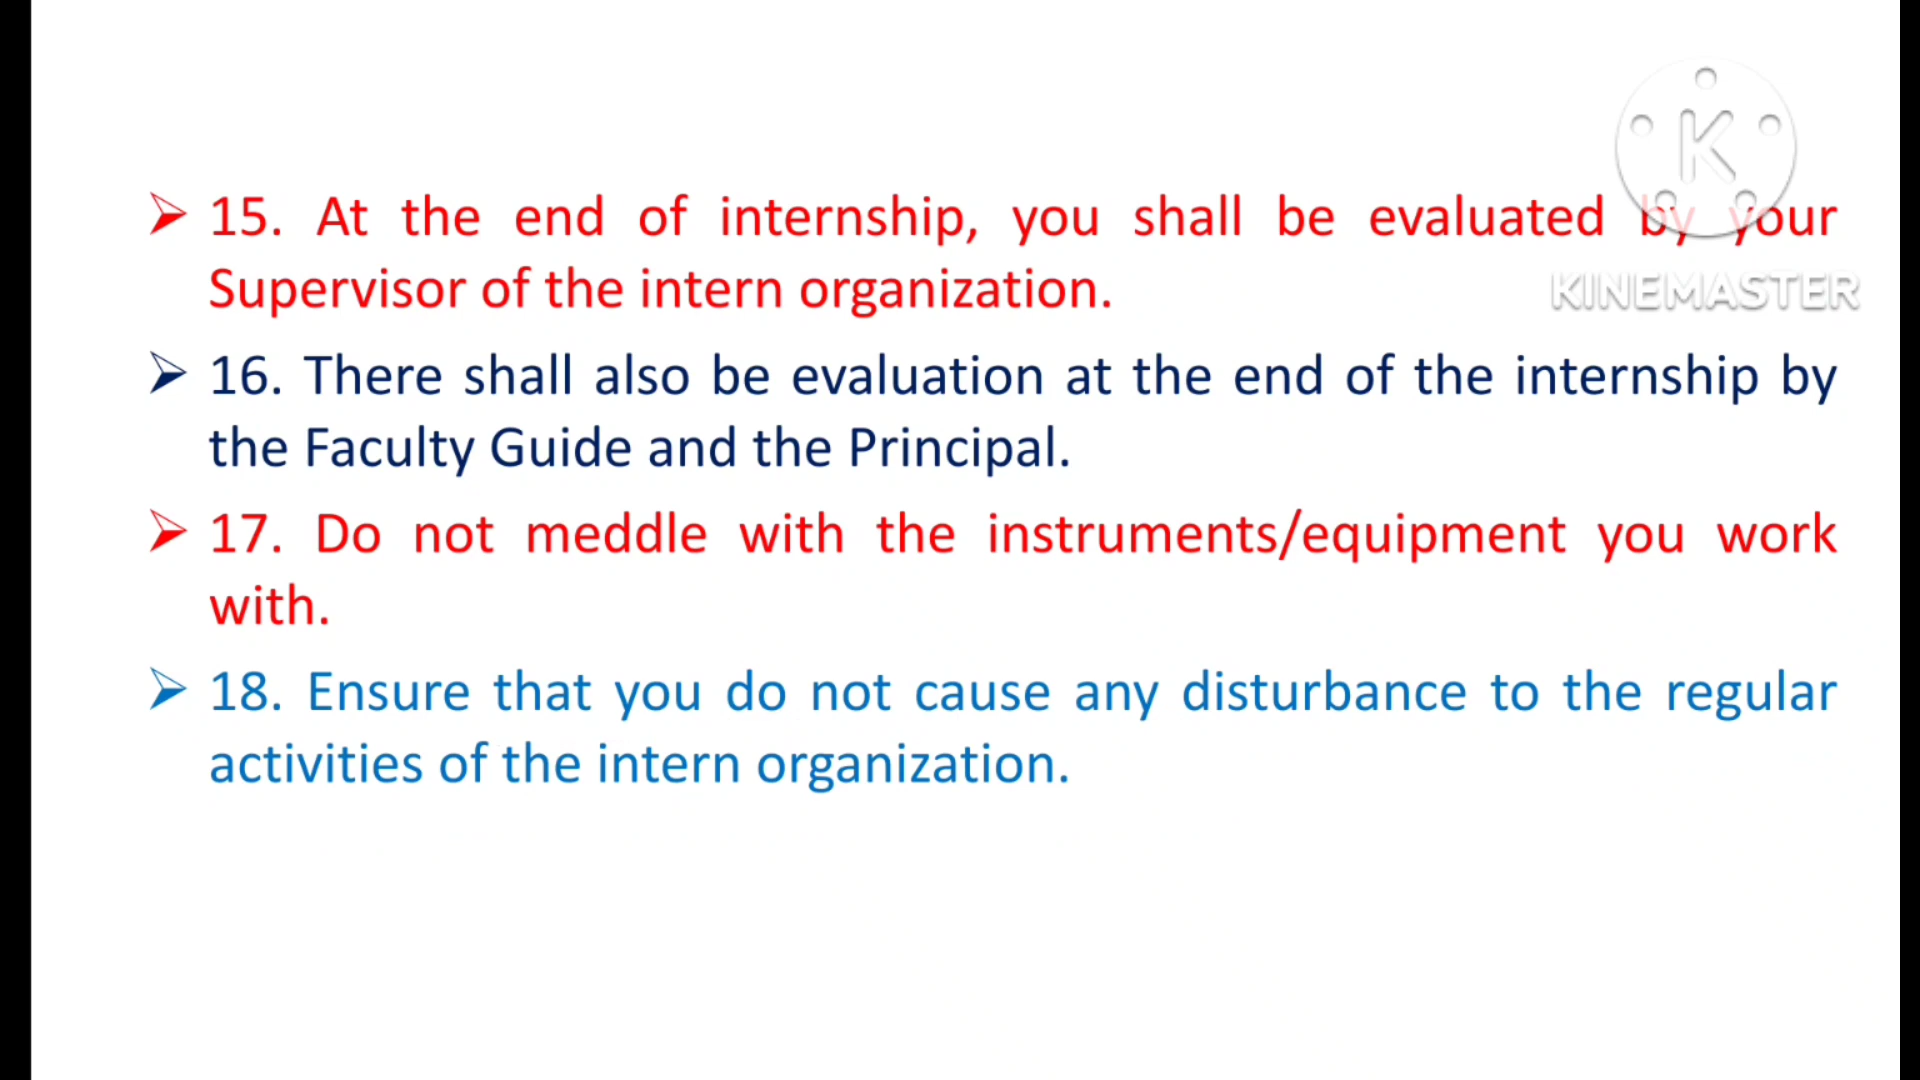 K
KINEMASTER
➢ 15. At the end of internship, you shall be evaluated by your
Supervisor of the intern organization.
➢ 16. There shall also be evaluation at the end of the internship by
the Faculty Guide and the Principal.
➢ 17. Do not meddle with the instruments/equipment you work
with.
➢ 18. Ensure that you do not cause any disturbance to the regular
activities of the intern organization.